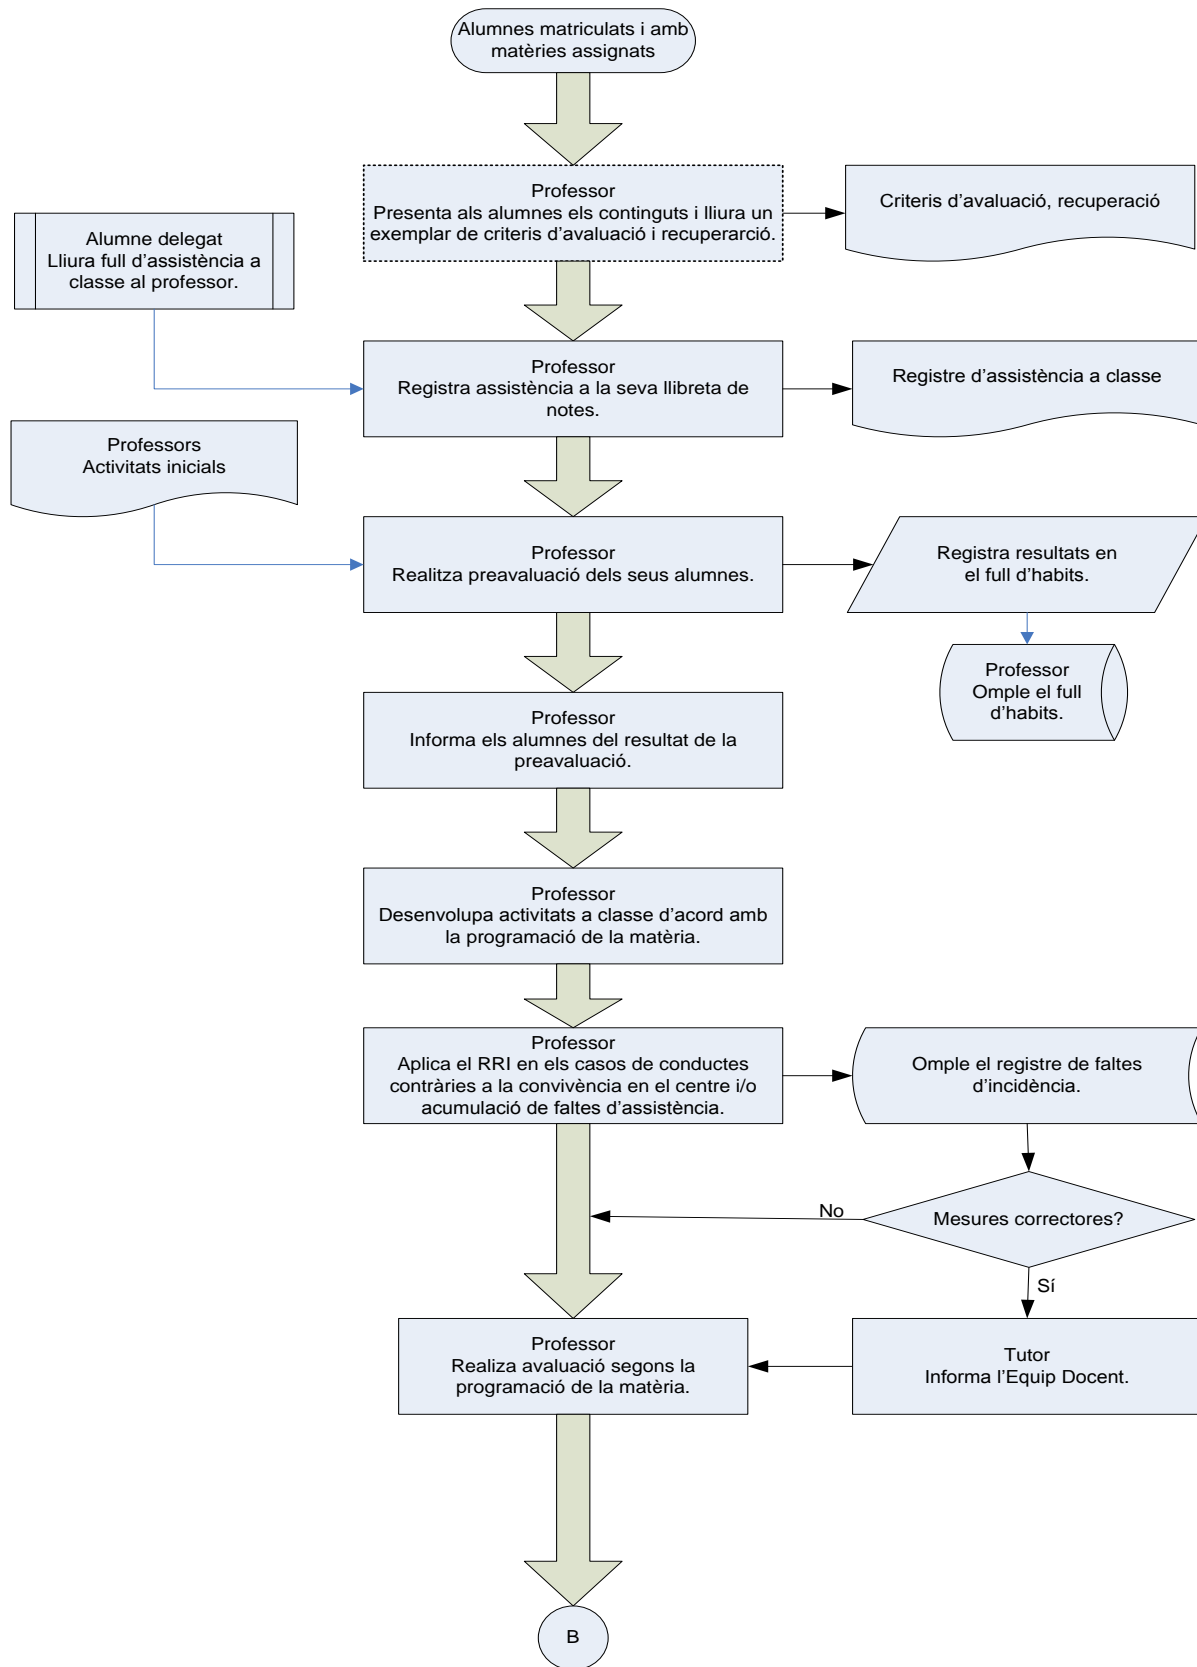 Alumnes matriculats i amb
matèries assignats
Professor
Presenta als alumnes els continguts i lliura un
exemplar de criteris d'avaluació i recuperarció.
Criteris d'avaluació, recuperació
Alumne delegat
Lliura full d'assistència a
classe al professor.
Professor
Registra assistència a la seva llibreta de
notes.
Registre d'assistència a classe
Professors
Activitats inicials
Professor
Realitza preavaluació dels seus alumnes.
Registra resultats en
el full d'habits.
Professor
Omple el full
d'habits.
Professor
Informa els alumnes del resultat de la
preavaluació.
Professor
Desenvolupa activitats a classe d'acord amb
la programació de la matèria.
Professor
Aplica el RRI en els casos de conductes
contràries a la convivència en el centre i/o
acumulació de faltes d'assistència.
Omple el registre de faltes
d'incidència.
No
Mesures correctores?
Sí
Professor
Realiza avaluació segons la
programació de la matèria.
Tutor
Informa l'Equip Docent.
B